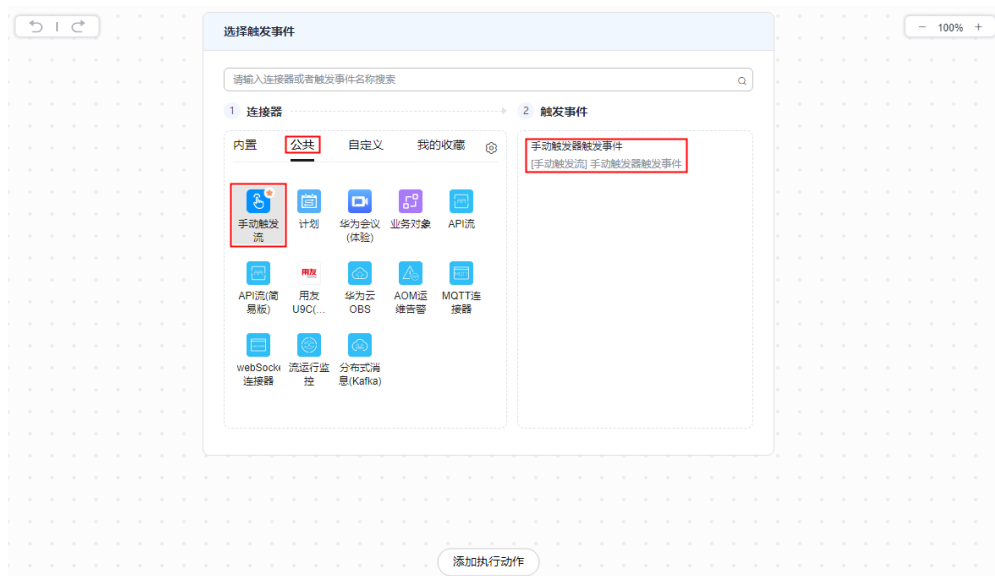 选择触发事件
100%
请输入连接器或者触发事件名称搜索
1 连接器
2 触发事件
内置
公共
自定义
我的收藏
手动触发器触发事件
[手动触发流] 手动触发器触发事件
手动触发
流
计划
华为会议
(体验)
业务对象
API流
API流(简
易版)
用友
用友
U9C(...
华为云
OBS
AOM运
维告警
MQTT连
接器
webSocke
连接器
流运行监
控
分布式消
息(Kafka)
添加执行动作